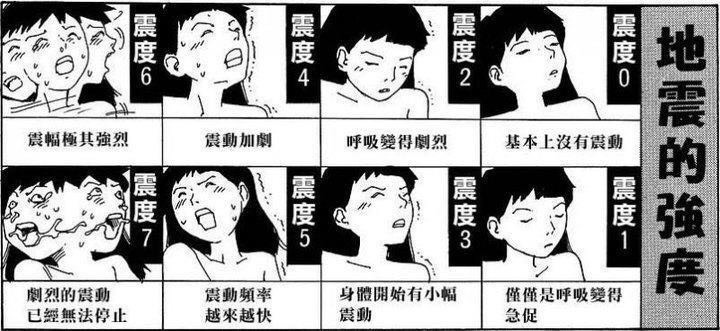 地震的強度
震度0
基本上沒有震動
震度1
僅僅是呼吸變得
急促
震度2
呼吸變得劇烈
震度3
身體開始有小幅
震動
震度4
震動加劇
震度5
震動頻率
越來越快
震度6
震幅極其強烈
震度7
劇烈的震動
已經無法停止